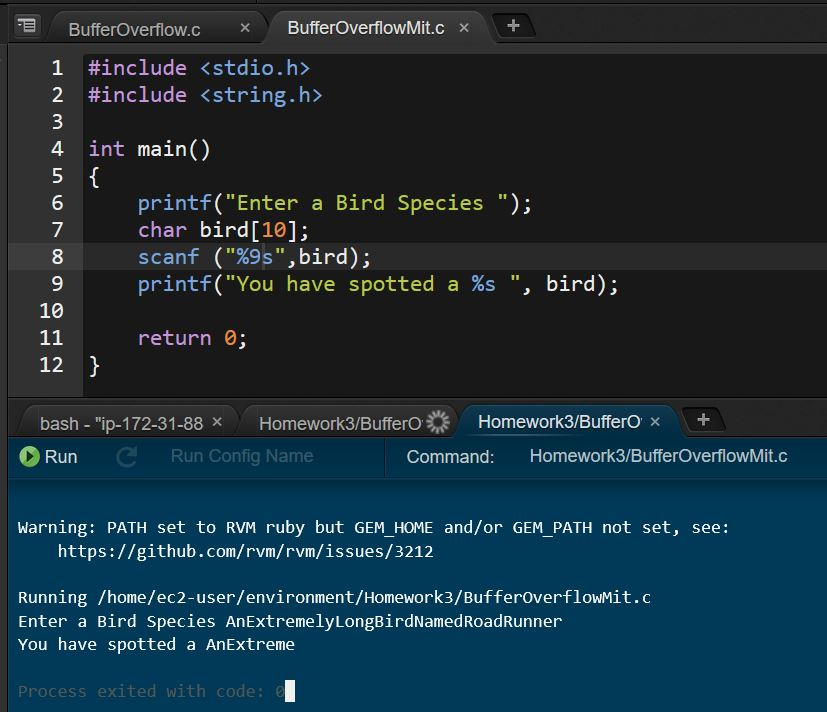 BufferOverflow.c × BufferOverflowMit.c × +
1 #include <stdio.h>
2 #include <string.h>
3
4 int main()
5 {
6     printf("Enter a Bird Species ");
7     char bird[10];
8     scanf ("%9s",bird);
9     printf("You have spotted a %s ", bird);
10
11     return 0;
12 }
bash - "ip-172-31-88 × Homework3/BufferO Homework3/BufferO × +
Run Run Config Name Command: Homework3/BufferOverflowMit.c
Warning: PATH set to RVM ruby but GEM_HOME and/or GEM_PATH not set, see:
    https://github.com/rvm/rvm/issues/3212
Running /home/ec2-user/environment/Homework3/BufferOverflowMit.c
Enter a Bird Species AnExtremelyLongBirdNamedRoadRunner
You have spotted a AnExtreme
Process exited with code: 0